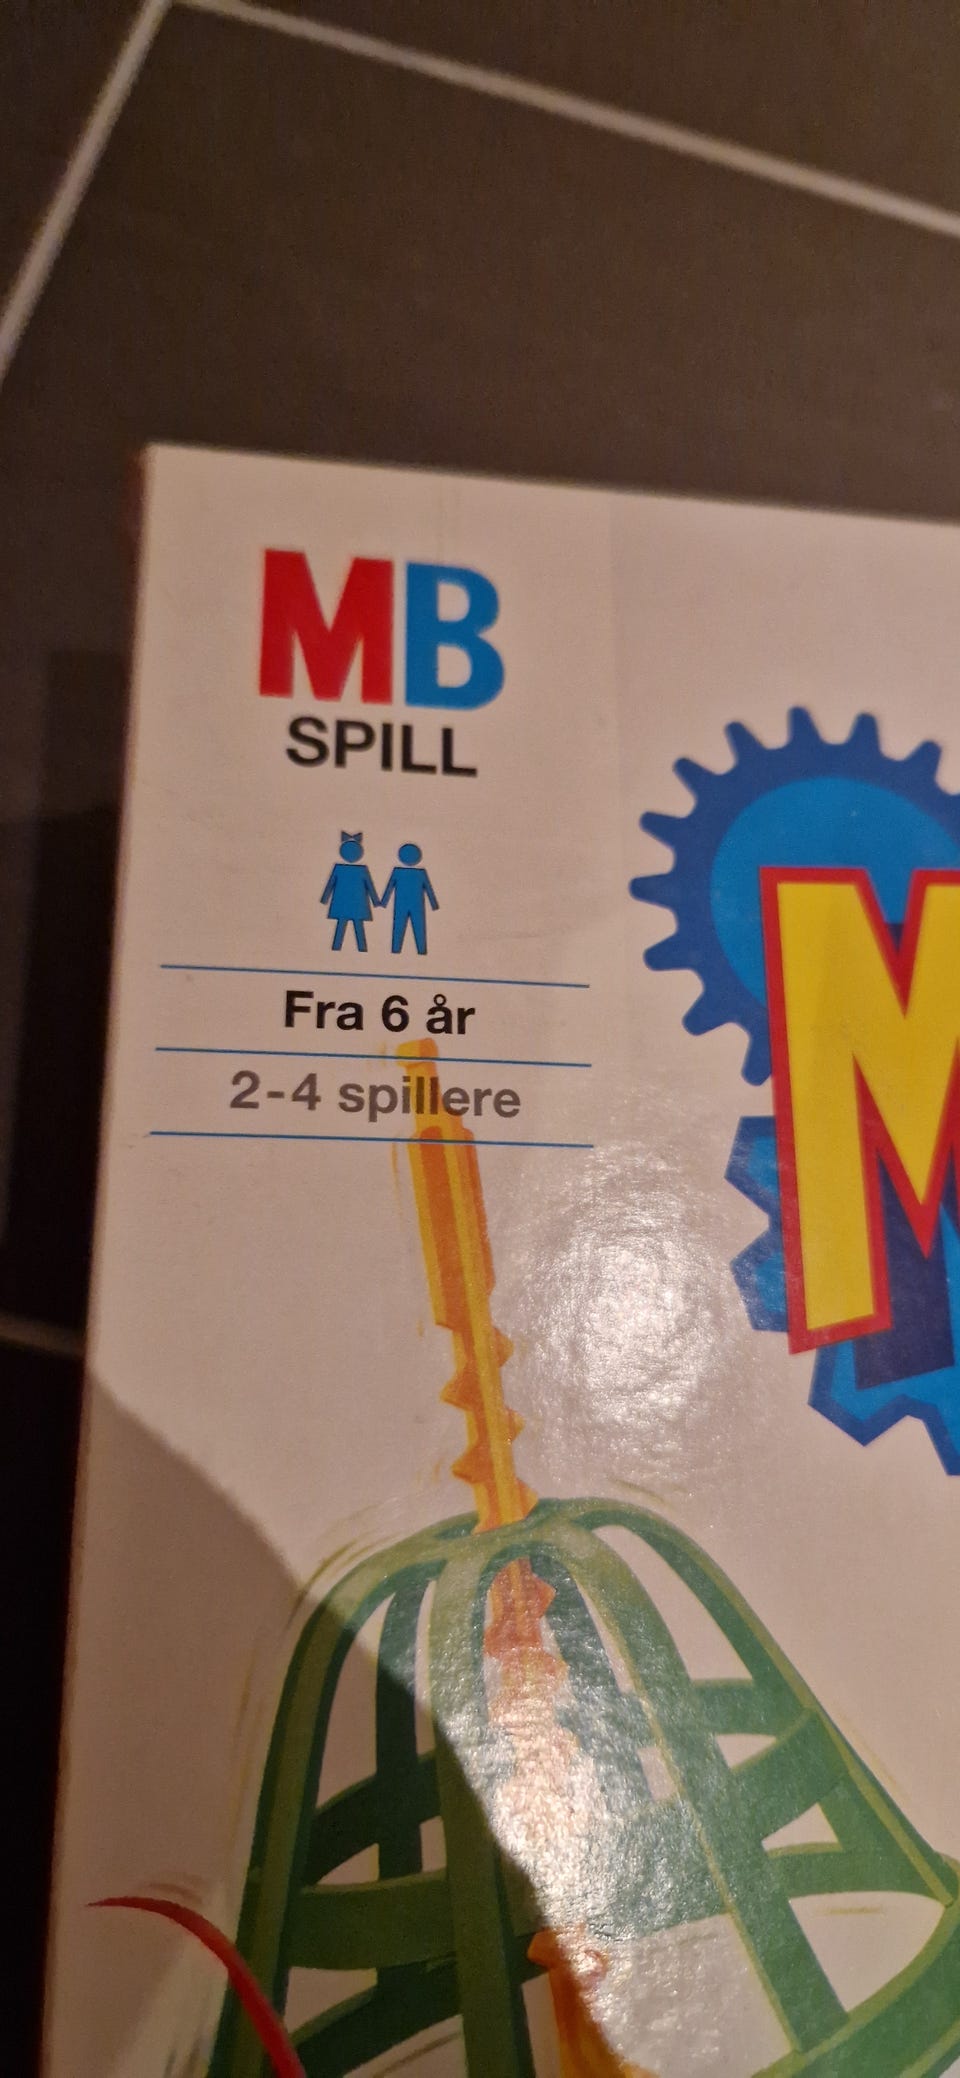 MB
SPILL
Fra 6 år
2-4 spillere
M